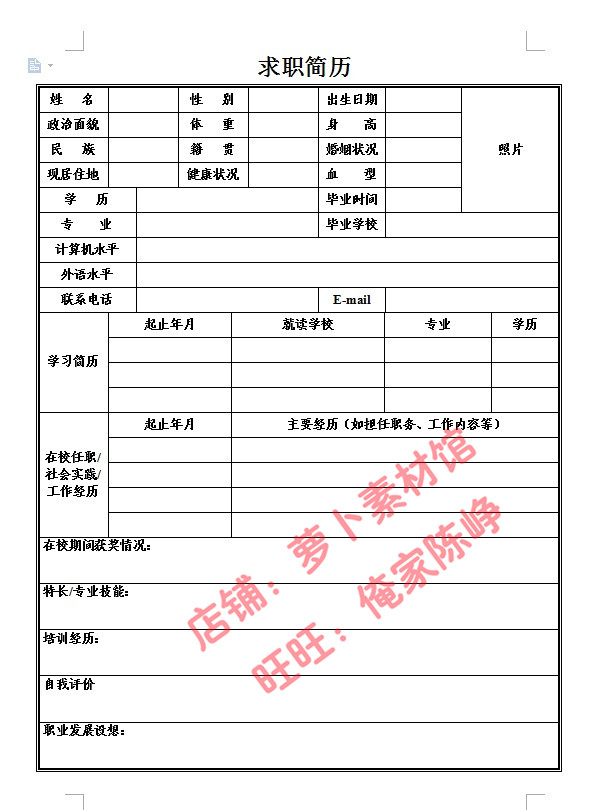 求职简历
姓 名 性 别 出生日期
政治面貌 体 重 身 高
民 族 籍 贯 婚姻状况 照片
现居住地 健康状况 血 型
学 历 毕业时间
专 业 毕业学校
计算机水平
外语水平
联系电话 E-mail
学习简历
起止年月 就读学校 专业 学历
在校任职/
社会实践/
工作经历
起止年月 主要经历（如担任职务、工作内容等）
在校期间获奖情况：
特长/专业技能：
培训经历：
自我评价
职业发展设想：
店铺：萝卜素材馆
旺旺：俺家陈峥